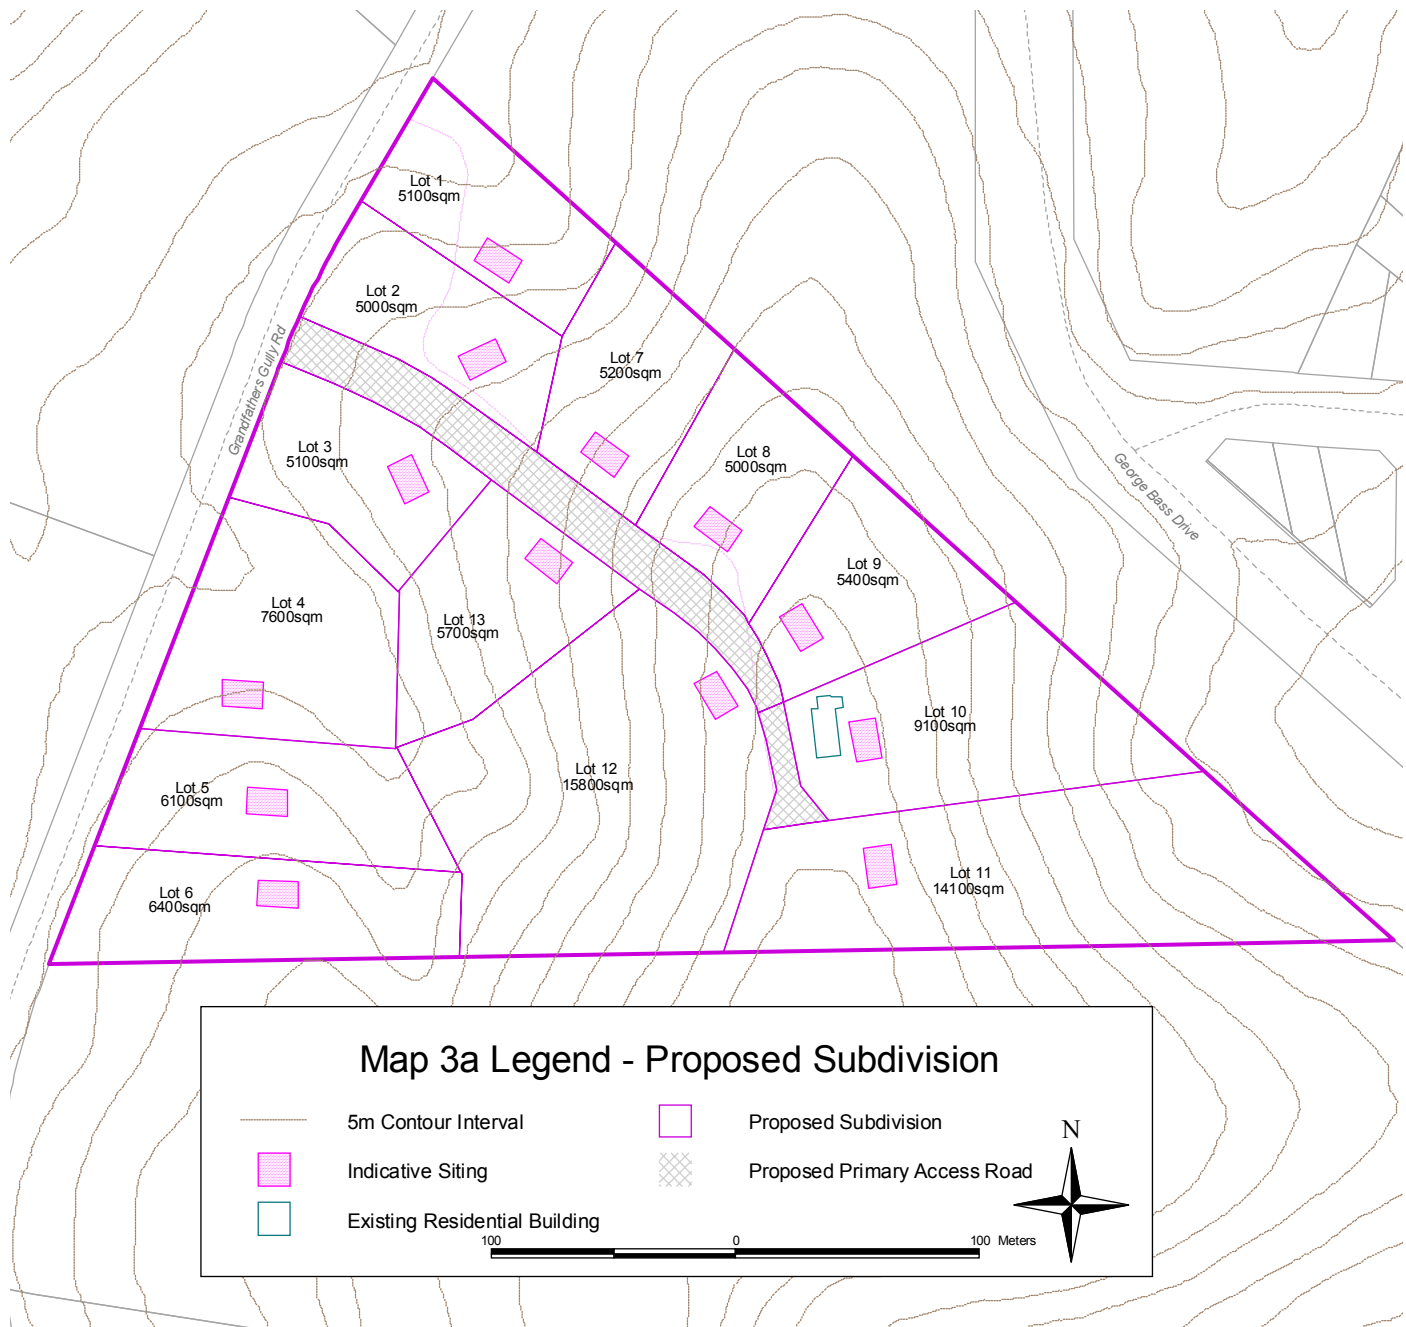 Lot 1
5100sqm
Lot 2
5000sqm
Grandfathers Gully Rd
Lot 7
5200sqm
Lot 3
5100sqm
Lot 8
5000sqm
George Bass Drive
Lot 9
5400sqm
Lot 4
7600sqm
Lot 13
5700sqm
Lot 10
9100sqm
Lot 12
15800sqm
Lot 5
6100sqm
Lot 11
14100sqm
Lot 6
6400sqm
Map 3a Legend - Proposed Subdivision
5m Contour Interval
Proposed Subdivision
N
Indicative Siting
Proposed Primary Access Road
Existing Residential Building
100 0 100 Meters